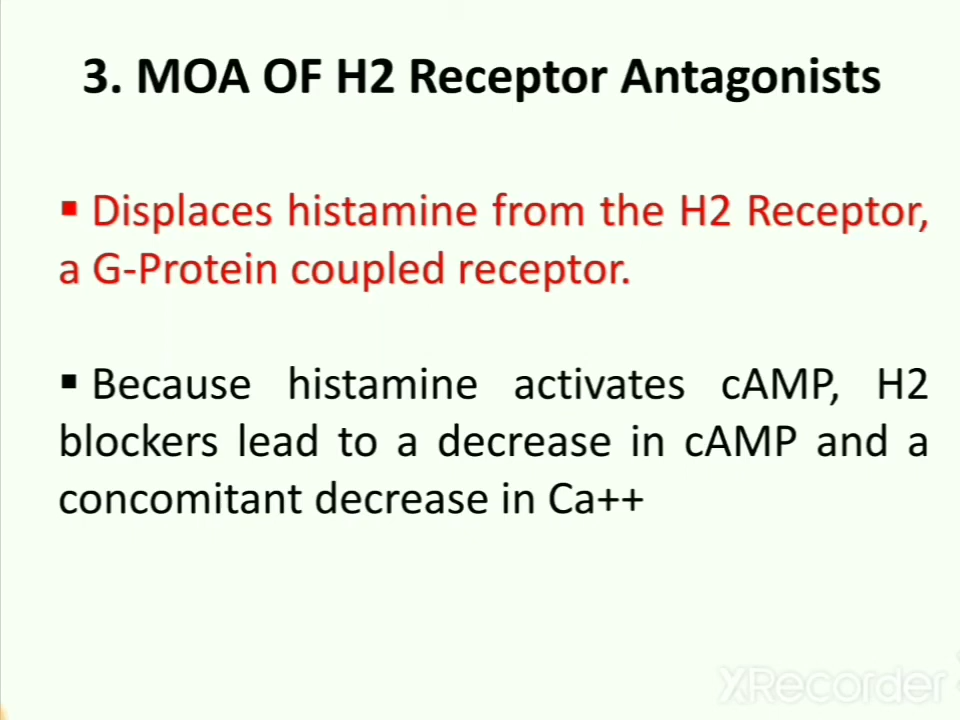 3. MOA OF H2 Receptor Antagonists
▪ Displaces histamine from the H2 Receptor,
a G-Protein coupled receptor.
▪ Because histamine activates cAMP, H2
blockers lead to a decrease in cAMP and a
concomitant decrease in Ca++
XRecorder